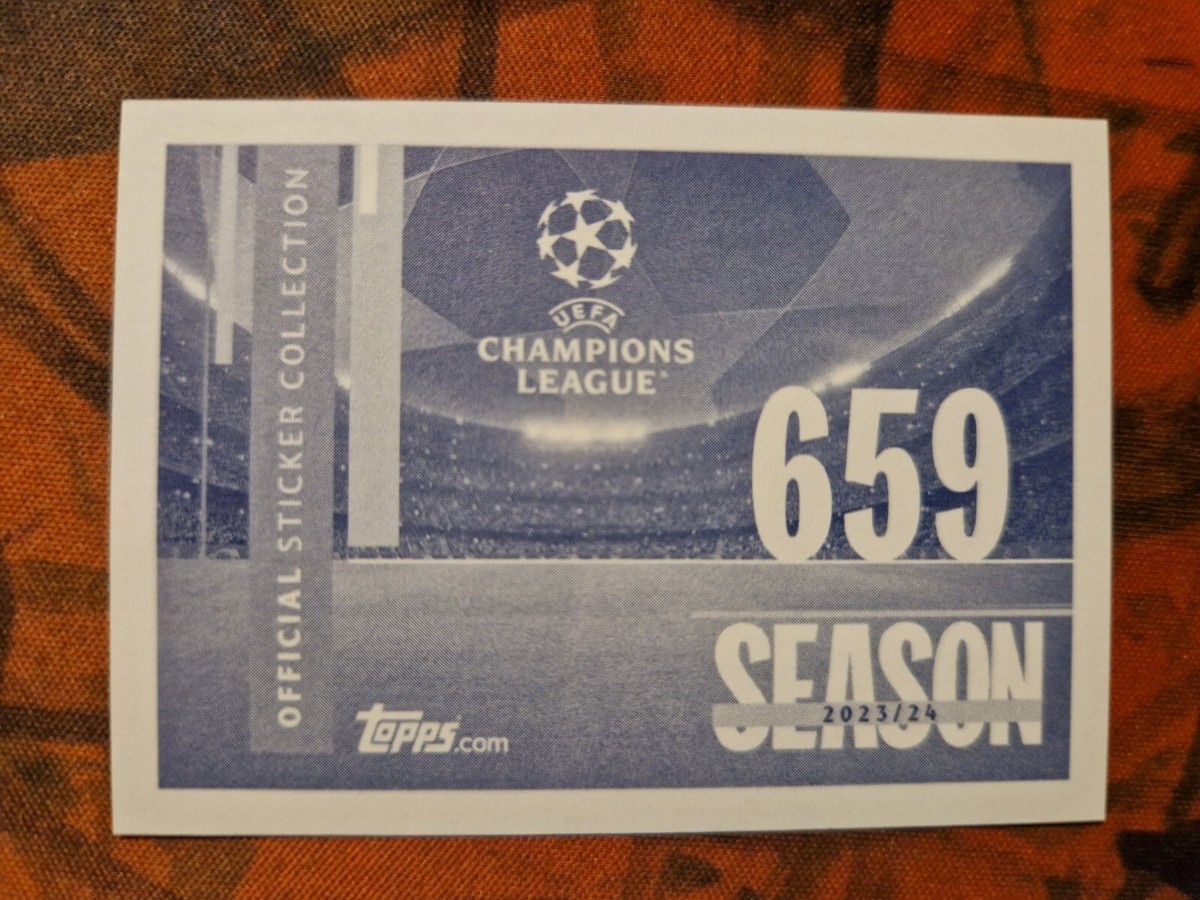 OFFICIAL STICKER COLLECTION
UEFA
CHAMPIONS
LEAGUE®
659
SEASON
2023/24
topps.com